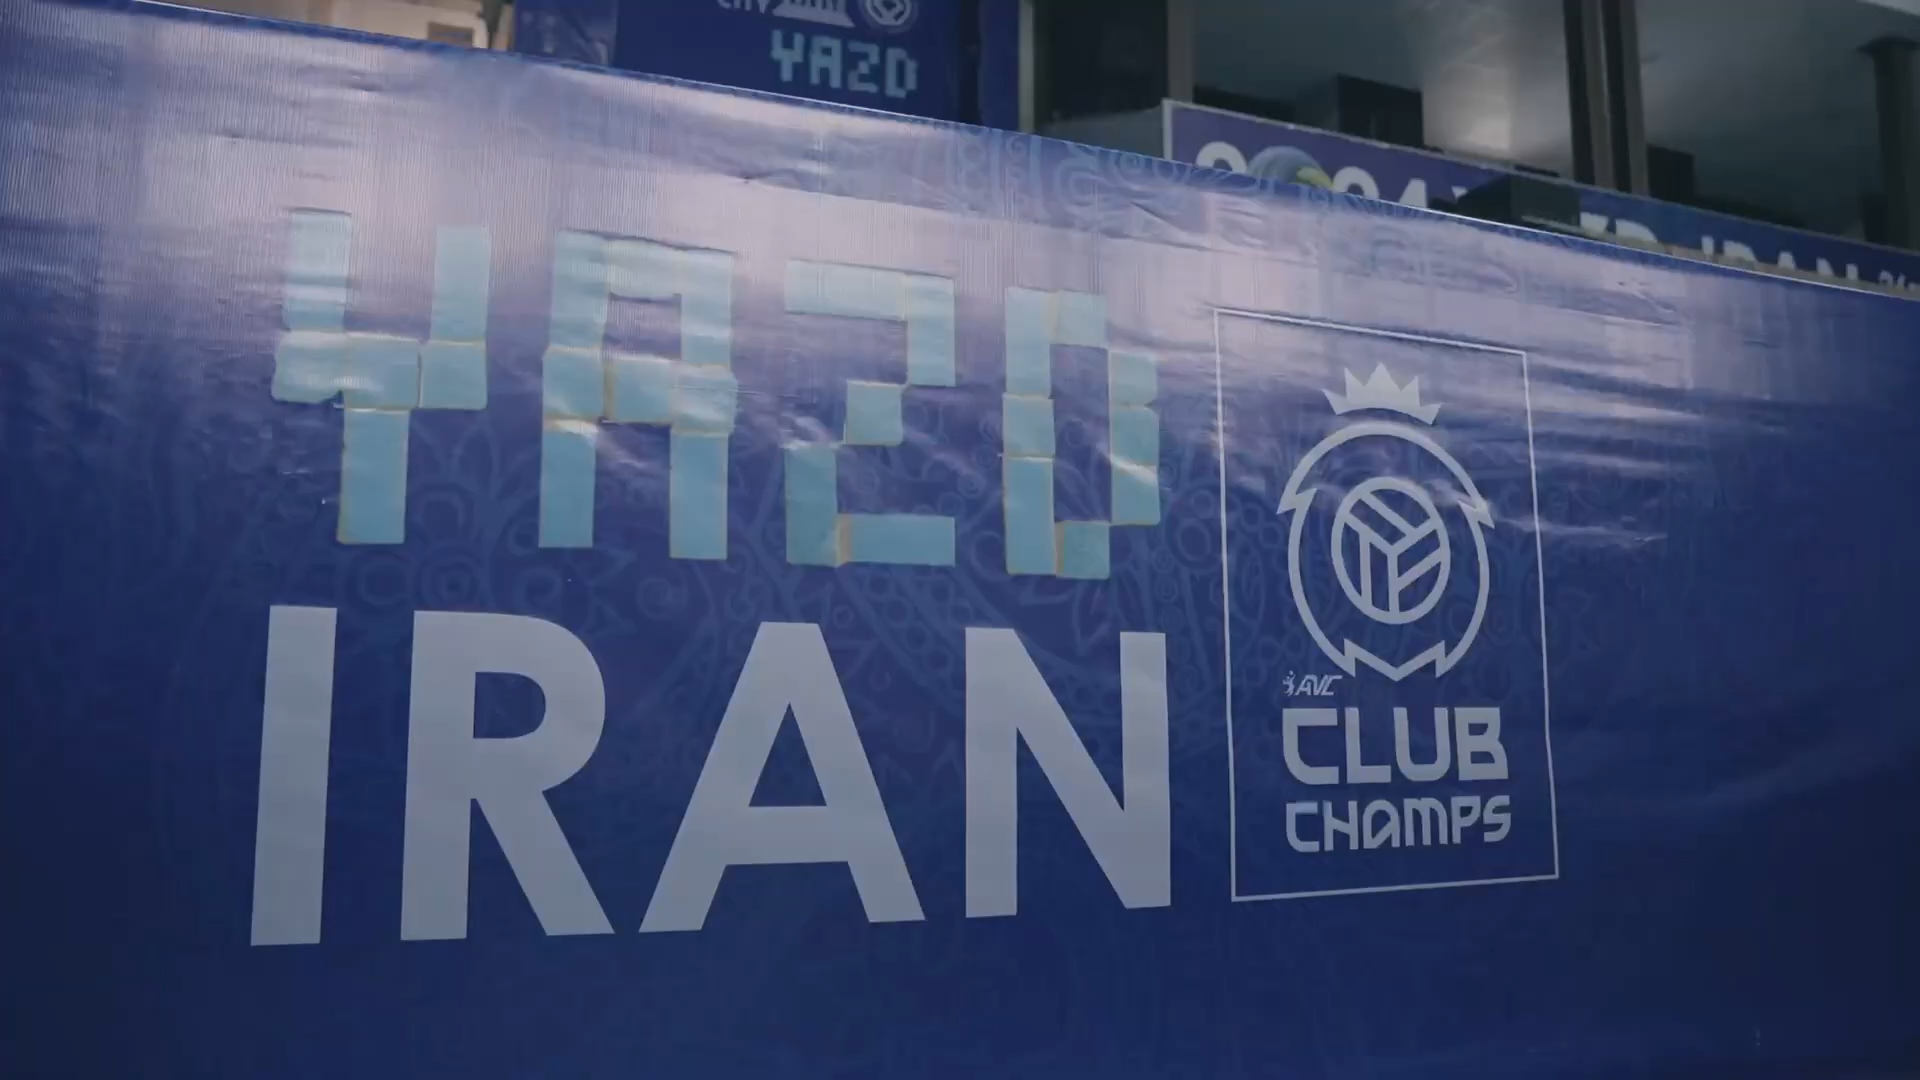 YAZD
YAZD
IRAN
AVC
CLUB
CHAMPS